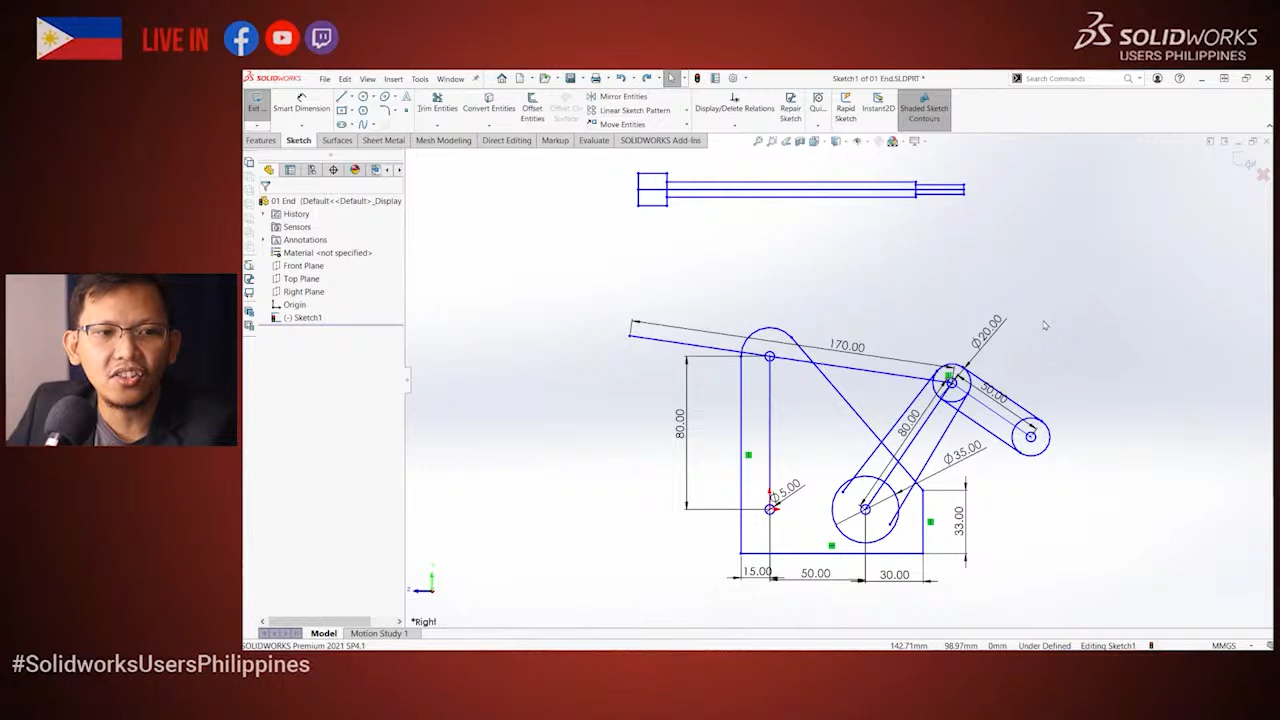 LIVE IN
SOLIDWORKS
USERS PHILIPPINES
SOLIDWORKS File Edit View Insert Tools Window
Sketch1 of 01 End.SLDPRT *
Search Commands
Exit ...
Smart Dimension
Trim Entities
Convert Entities
Offset Entities
Mirror Entities
Linear Sketch Pattern
Move Entities
Display/Delete Relations
Repair Sketch
Qui...
Rapid Sketch
Instant2D
Shaded Sketch Contours
Features Sketch Surfaces Sheet Metal Mesh Modeling Direct Editing Markup Evaluate SOLIDWORKS Add-Ins
01 End (Default<<Default>_Display
History
Sensors
Annotations
Material <not specified>
Front Plane
Top Plane
Right Plane
Origin
(-) Sketch1
170.00
Ø20.00
50.00
80.00
80.00
Ø35.00
Ø5.00
33.00
15.00
50.00
30.00
*Right
Model Motion Study 1
SOLIDWORKS Premium 2021 SP4.1
142.71mm 98.97mm 0mm Under Defined Editing Sketch1 MMGS
#SolidworksUsersPhilippines